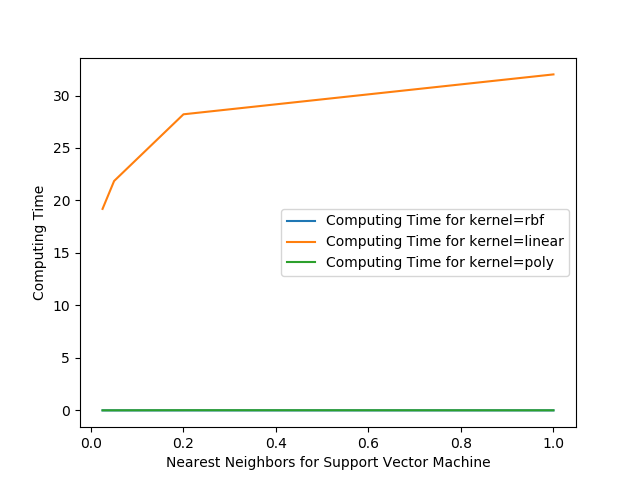 30
25
20
15
10
5
0
Computing Time
Computing Time for kernel=rbf
Computing Time for kernel=linear
Computing Time for kernel=poly
0.0 0.2 0.4 0.6 0.8 1.0
Nearest Neighbors for Support Vector Machine